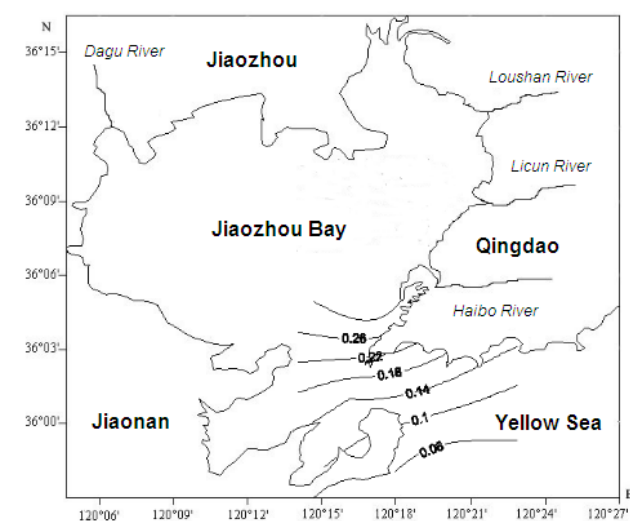 N
36°15'
Dagu River
Jiaozhou
Loushan River
36°12'
Licun River
36°09'
Jiaozhou Bay
Qingdao
36°06'
Haibo River
0.26
36°03'
0.22
0.18
0.14
36°00'
Jiaonan
0.1
Yellow Sea
0.06
E
120°06'
120°09'
120°12'
120°15'
120°18'
120°21'
120°24'
120°27'